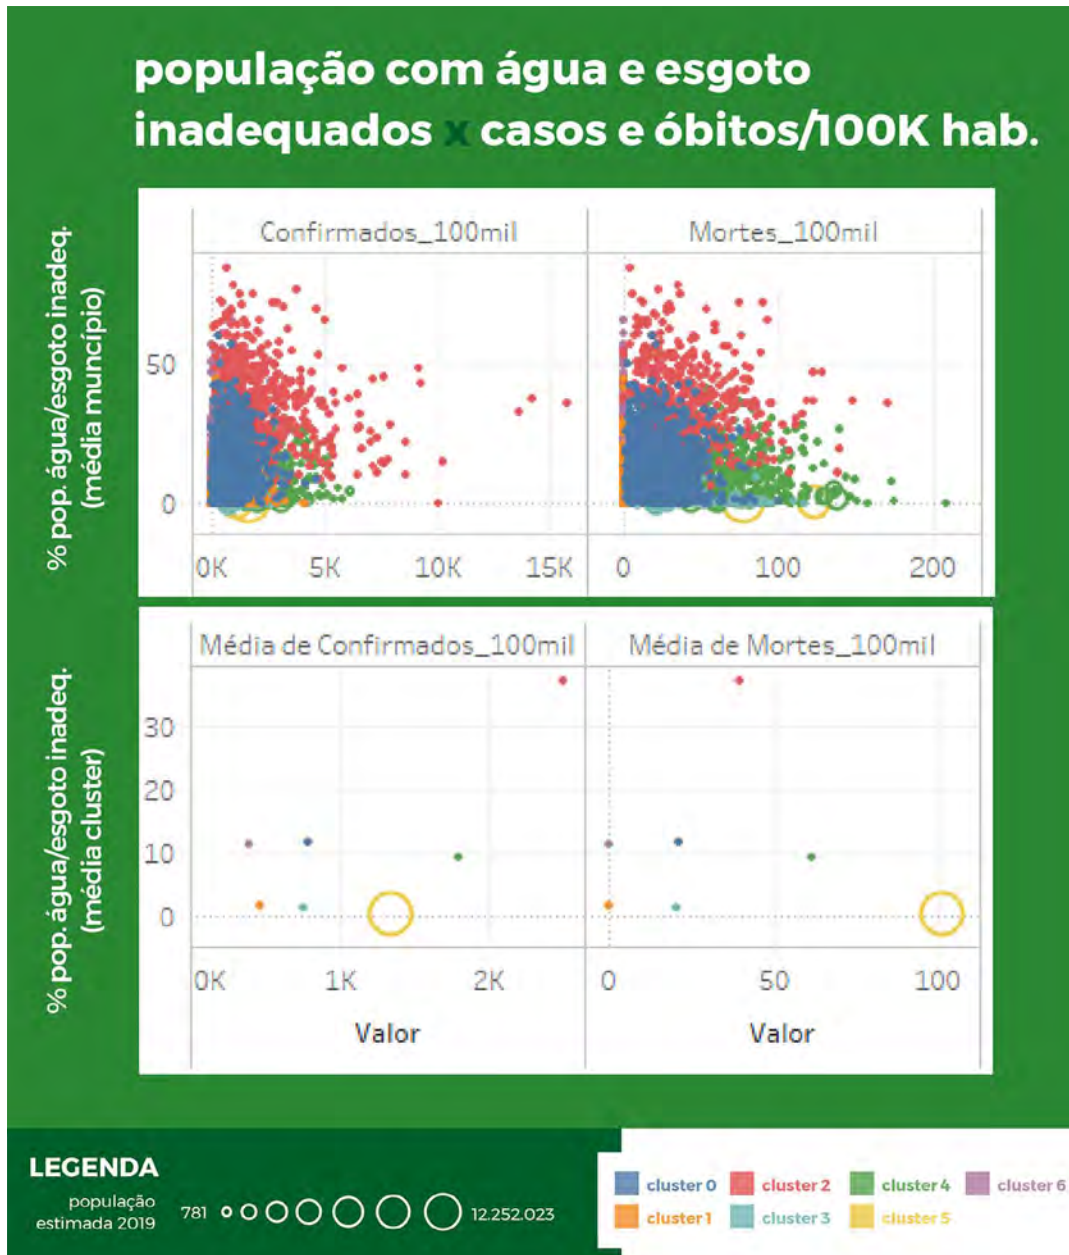 população com água e esgoto
inadequados x casos e óbitos/100K hab.
% pop. água/esgoto inadeq.
(média muncípio)
Confirmados_100mil
Mortes_100mil
50
0
0K
5K
10K
15K
0
100
200
% pop. água/esgoto inadeq.
(média cluster)
Média de Confirmados_100mil
Média de Mortes_100mil
30
20
10
0
0K
1K
2K
0
50
100
Valor
Valor
LEGENDA
população
estimada 2019
781
12.252.023
cluster 0
cluster 2
cluster 4
cluster 6
cluster 1
cluster 3
cluster 5